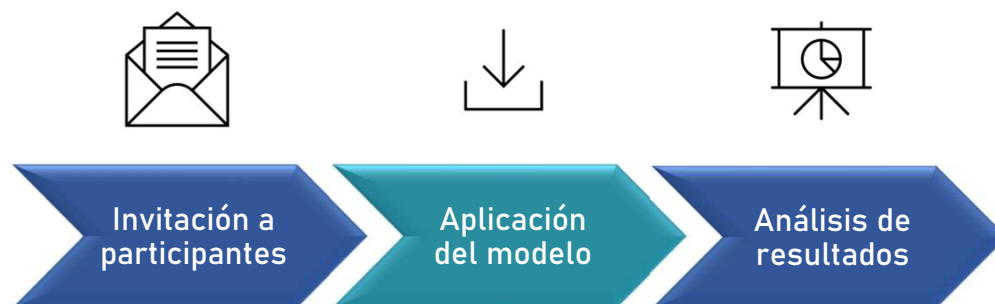 Invitación a
participantes
Aplicación
del modelo
Análisis de
resultados